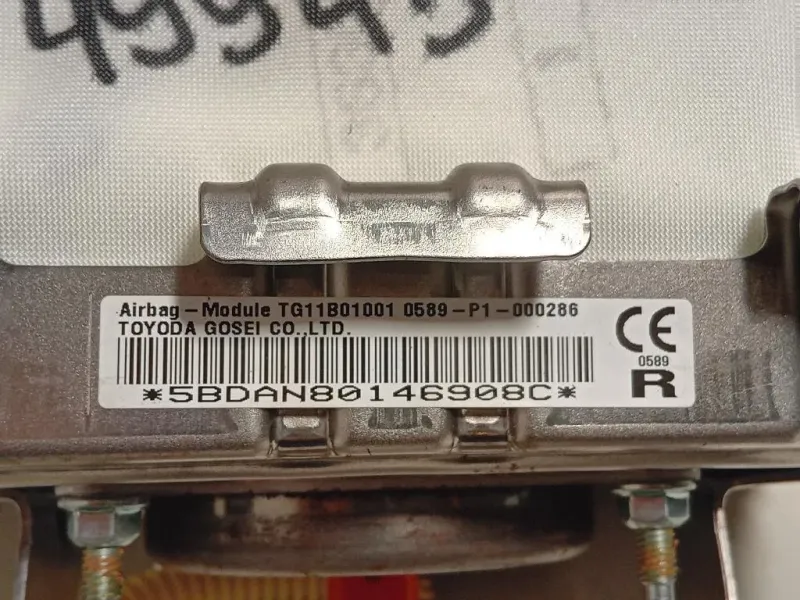 Airbag-Module TG11B01001 0589-P1-000286
TOYODA GOSEI CO.,LTD.
CE
0589
R
*5BDAN80146908C*